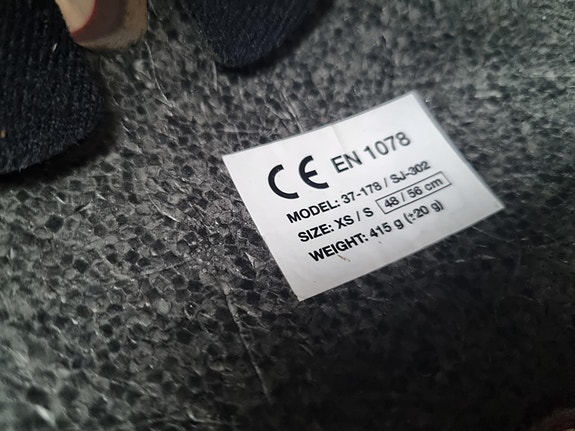 CE EN 1078
MODEL: 37-178 / SJ-302
SIZE: XS / S 48 / 56 cm
WEIGHT: 415 g (±20 g)